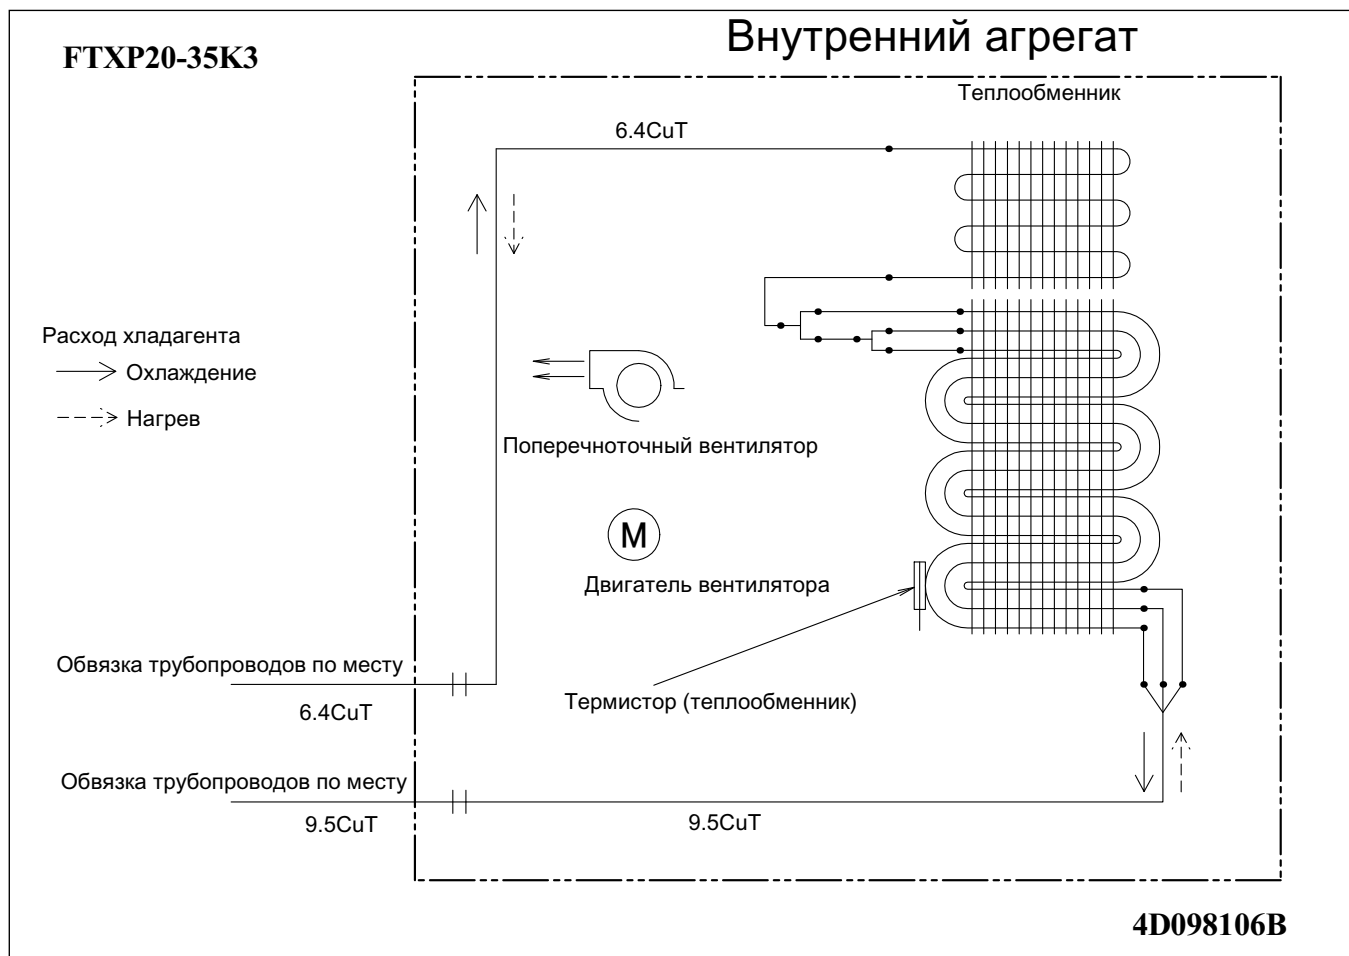 Внутренний агрегат
FTXP20-35K3
Теплообменник
6.4CuT
Расход хладагента
Охлаждение
Нагрев
Поперечноточный вентилятор
M
Двигатель вентилятора
Обвязка трубопроводов по месту
6.4CuT
Термистор (теплообменник)
Обвязка трубопроводов по месту
9.5CuT
9.5CuT
4D098106B